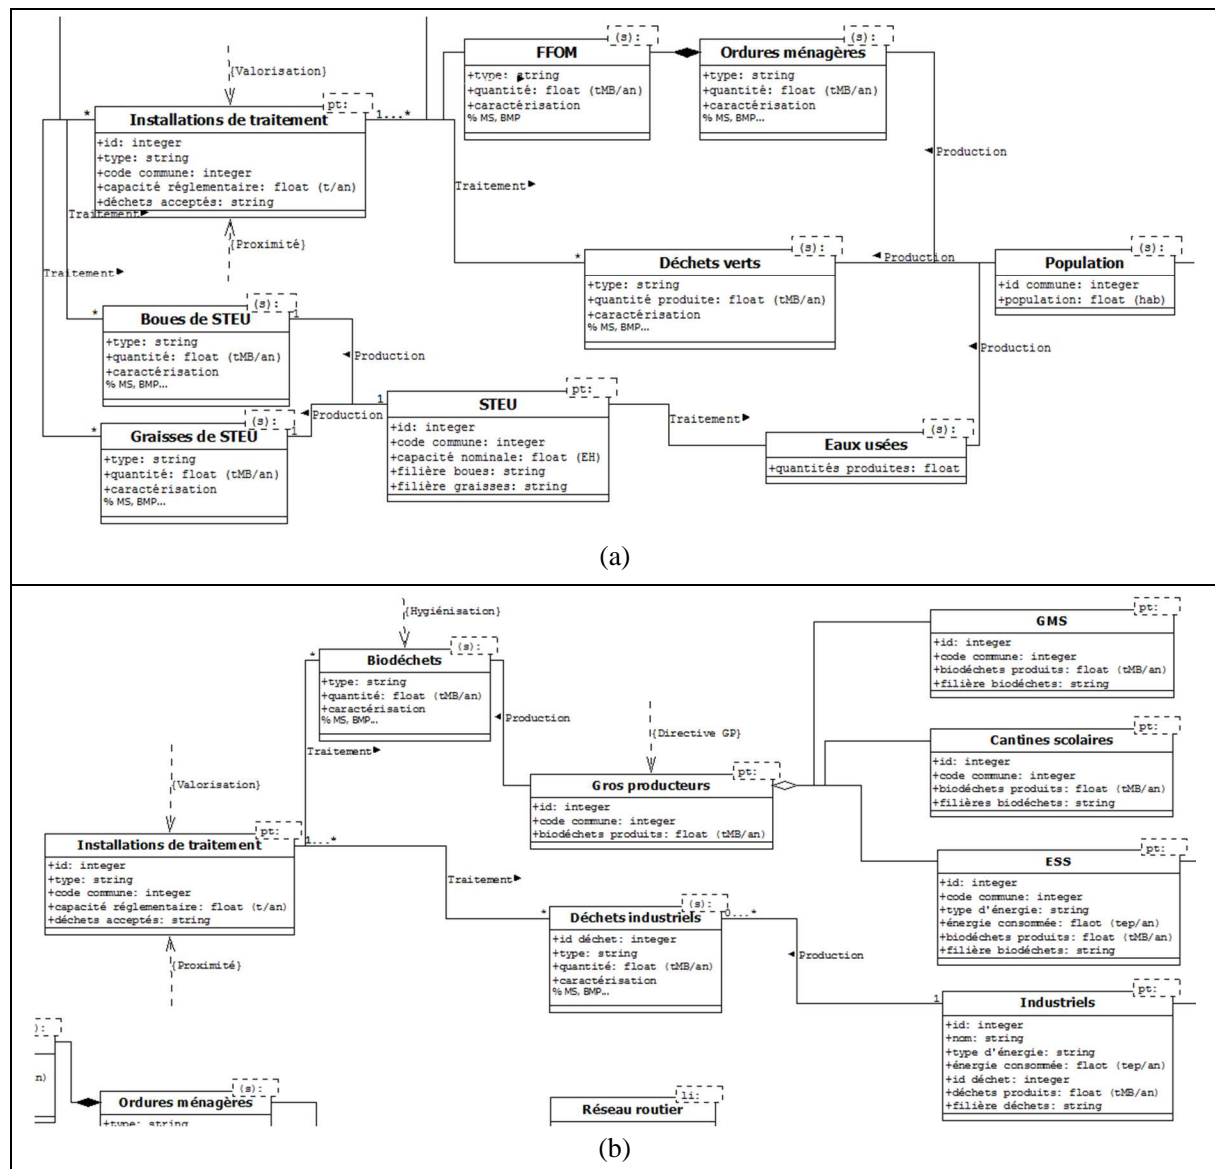 (s):
FFOM
+type: string
+quantité: float (tMB/an)
+caractérisation
% MS, BMP
(s):
Ordures ménagères
+type: string
+quantité: float (tMB/an)
+caractérisation
% MS, BMP...
{Valorisation}
pt:
*
Installations de traitement
1...*
+id: integer
+type: string
+code commune: integer
+capacité réglementaire: float (t/an)
+déchets acceptés: string
Production
Traitement
Traitement
{Proximité}
Traitement
(s):
*
Déchets verts
+type: string
+quantité produite: float (tMB/an)
+caractérisation
% MS, BMP...
Production
(s):
Population
+id commune: integer
+population: float (hab)
(s):
*
Boues de STEU
1
+type: string
+quantité: float (tMB/an)
+caractérisation
% MS, BMP...
Production
Production
Production
(s):
*
Graisses de STEU
1
+type: string
+quantité: float (tMB/an)
+caractérisation
% MS, BMP...
pt:
1
STEU
+id: integer
+code commune: integer
+capacité nominale: float (EH)
+filière boues: string
+filière graisses: string
Traitement
(s):
Eaux usées
+quantités produites: float
(a)
{Hygiénisation}
(s):
*
Biodéchets
+type: string
+quantité: float (tMB/an)
+caractérisation
% MS, BMP...
Production
Traitement
{Directive GP}
pt:
GMS
+id: integer
+code commune: integer
+biodéchets produits: float (tMB/an)
+filière biodéchets: string
pt:
Cantines scolaires
+id: integer
+code commune: integer
+biodéchets produits: float (tMB/an)
+filières biodéchets: string
{Valorisation}
pt:
Gros producteurs
+id: integer
+code commune: integer
+biodéchets produits: float (tMB/an)
pt:
Installations de traitement
1...*
+id: integer
+type: string
+code commune: integer
+capacité réglementaire: float (t/an)
+déchets acceptés: string
{Proximité}
Traitement
pt:
ESS
+id: integer
+code commune: integer
+type d'énergie: string
+énergie consommée: flaot (tep/an)
+biodéchets produits: float (tMB/an)
+filière biodéchets: string
(s):
*
Déchets industriels
0...*
+id déchet: integer
+type: string
+quantité: float (tMB/an)
+caractérisation
% MS, BMP...
Production
pt:
1
Industriels
+id: integer
+nom: string
+type d'énergie: string
+énergie consommée: flaot (tep/an)
+id déchet: integer
+déchets produits: float (tMB/an)
+filière déchets: string
):
n)
(s):
Ordures ménagères
+type: string
li:
Réseau routier
(b)